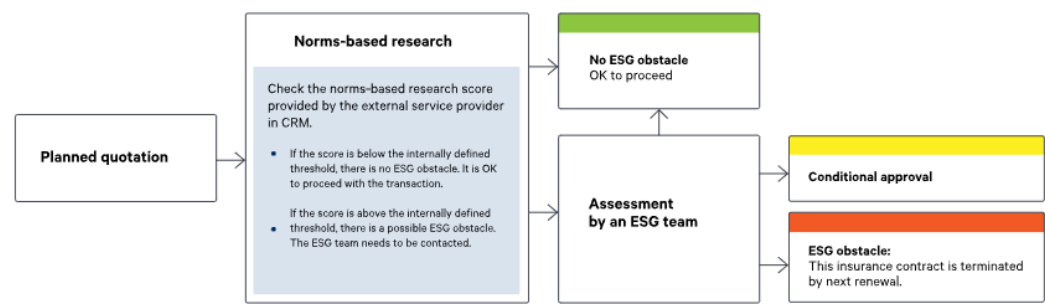 Planned quotation
Norms-based research
Check the norms-based research score
provided by the external service provider
in CRM.
If the score is below the internally defined
threshold, there is no ESG obstacle. It is OK
to proceed with the transaction.
If the score is above the internally defined
threshold, there is a possible ESG obstacle.
The ESG team needs to be contacted.
No ESG obstacle
OK to proceed
Assessment
by an ESG team
Conditional approval
ESG obstacle:
This insurance contract is terminated
by next renewal.